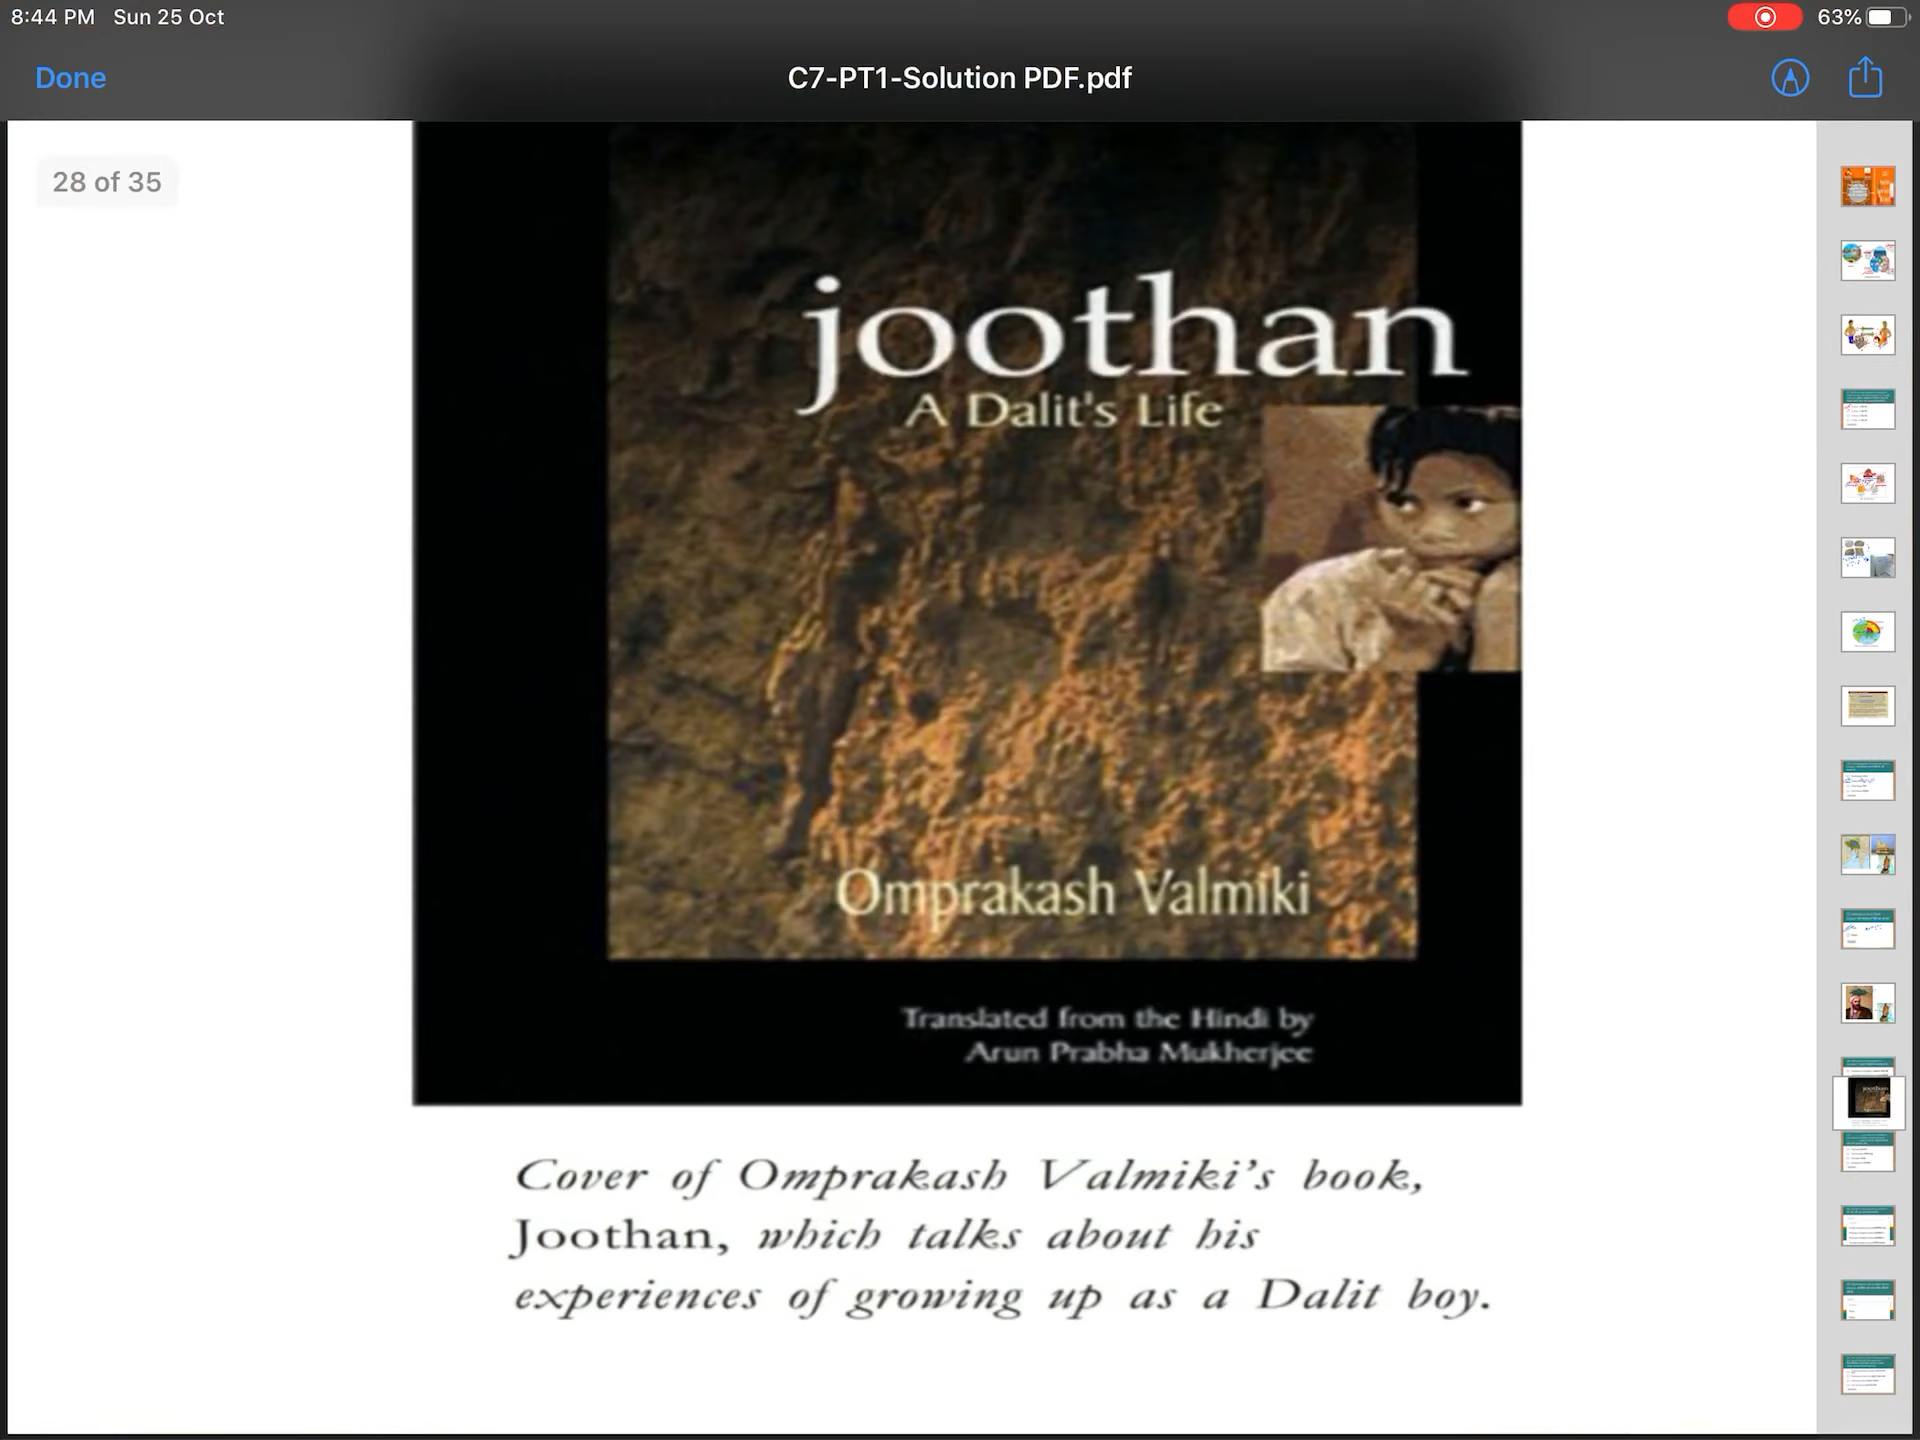 8:44 PM Sun 25 Oct
63%
Done
C7-PT1-Solution PDF.pdf
28 of 35
joothan
A Dalit's Life
Omprakash Valmiki
Translated from the Hindi by
Arun Prabha Mukherjee
Cover of Omprakash Valmiki's book,
Joothan, which talks about his
experiences of growing up as a Dalit boy.